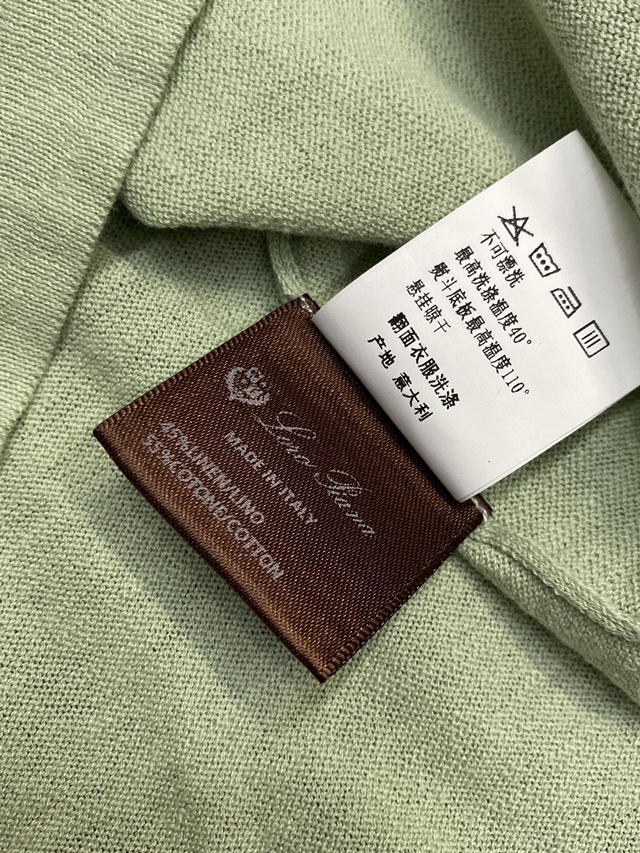 不可漂洗
最高洗涤温度40°
熨斗底板最高温度110°
悬挂晾干
翻面衣服洗涤
产地 意大利
Loro Piana
MADE IN ITALY
45%LINEN/LINO
55%COTONE/COTTON